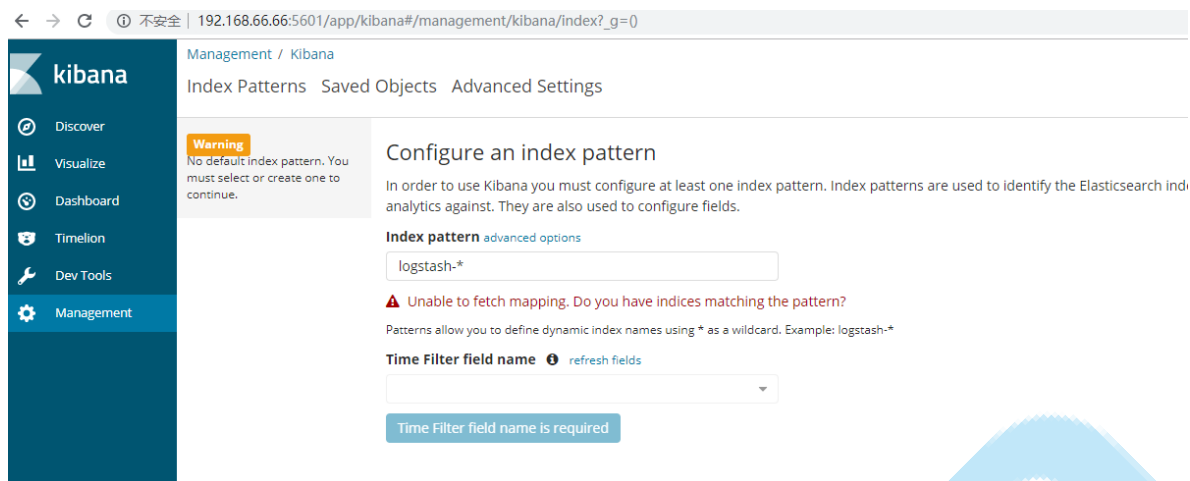 不安全 | 192.168.66.66:5601/app/kibana#/management/kibana/index?_g=()
kibana
Discover
Visualize
Dashboard
Timelion
Dev Tools
Management
Management / Kibana
Index Patterns Saved Objects Advanced Settings
Warning
No default index pattern. You
must select or create one to
continue.
Configure an index pattern
In order to use Kibana you must configure at least one index pattern. Index patterns are used to identify the Elasticsearch
analytics against. They are also used to configure fields.
Index pattern advanced options
logstash-*
Unable to fetch mapping. Do you have indices matching the pattern?
Patterns allow you to define dynamic index names using * as a wildcard. Example: logstash-*
Time Filter field name refresh fields
Time Filter field name is required